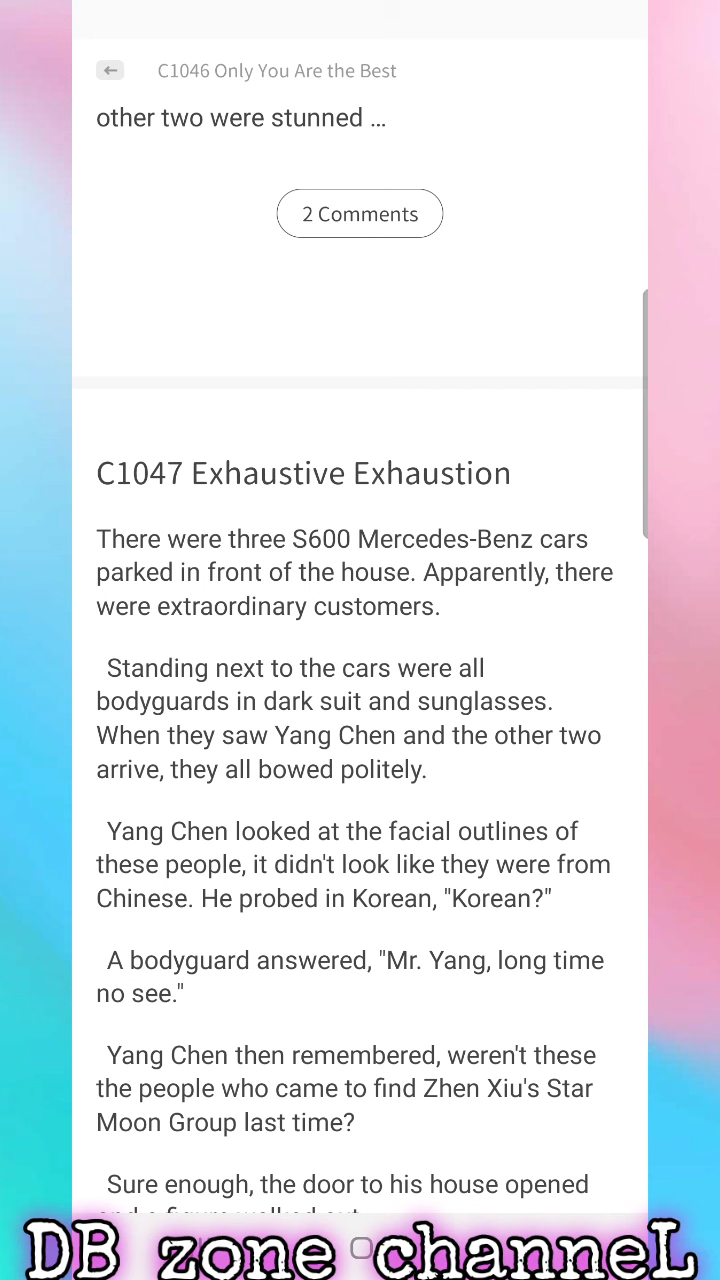 C1046 Only You Are the Best
other two were stunned ...
2 Comments
C1047 Exhaustive Exhaustion
There were three S600 Mercedes-Benz cars
parked in front of the house. Apparently, there
were extraordinary customers.
Standing next to the cars were all
bodyguards in dark suit and sunglasses.
When they saw Yang Chen and the other two
arrive, they all bowed politely.
Yang Chen looked at the facial outlines of
these people, it didn't look like they were from
Chinese. He probed in Korean, "Korean?"
A bodyguard answered, "Mr. Yang, long time
no see."
Yang Chen then remembered, weren't these
the people who came to find Zhen Xiu's Star
Moon Group last time?
Sure enough, the door to his house opened
DB zone channeL